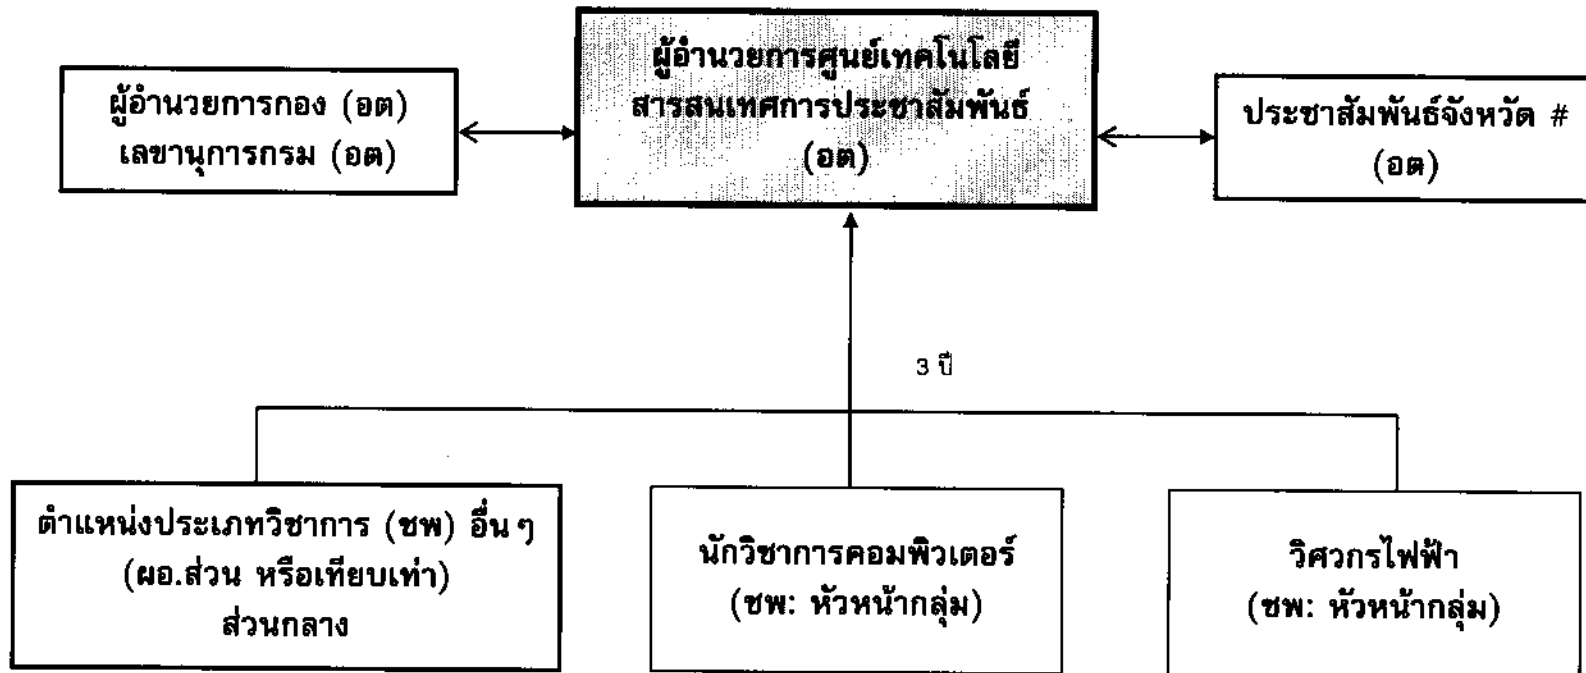 ผู้อำนวยการกอง (อต)
เลขานุการกรม (อต)
ผู้อำนวยการศูนย์เทคโนโลยี
สารสนเทศการประชาสัมพันธ์
(อต)
ประชาสัมพันธ์จังหวัด #
(อต)
3 ปี
ตำแหน่งประเภทวิชาการ (ชพ) อื่น ๆ
(ผอ.ส่วน หรือเทียบเท่า)
ส่วนกลาง
นักวิชาการคอมพิวเตอร์
(ชพ: หัวหน้ากลุ่ม)
วิศวกรไฟฟ้า
(ชพ: หัวหน้ากลุ่ม)